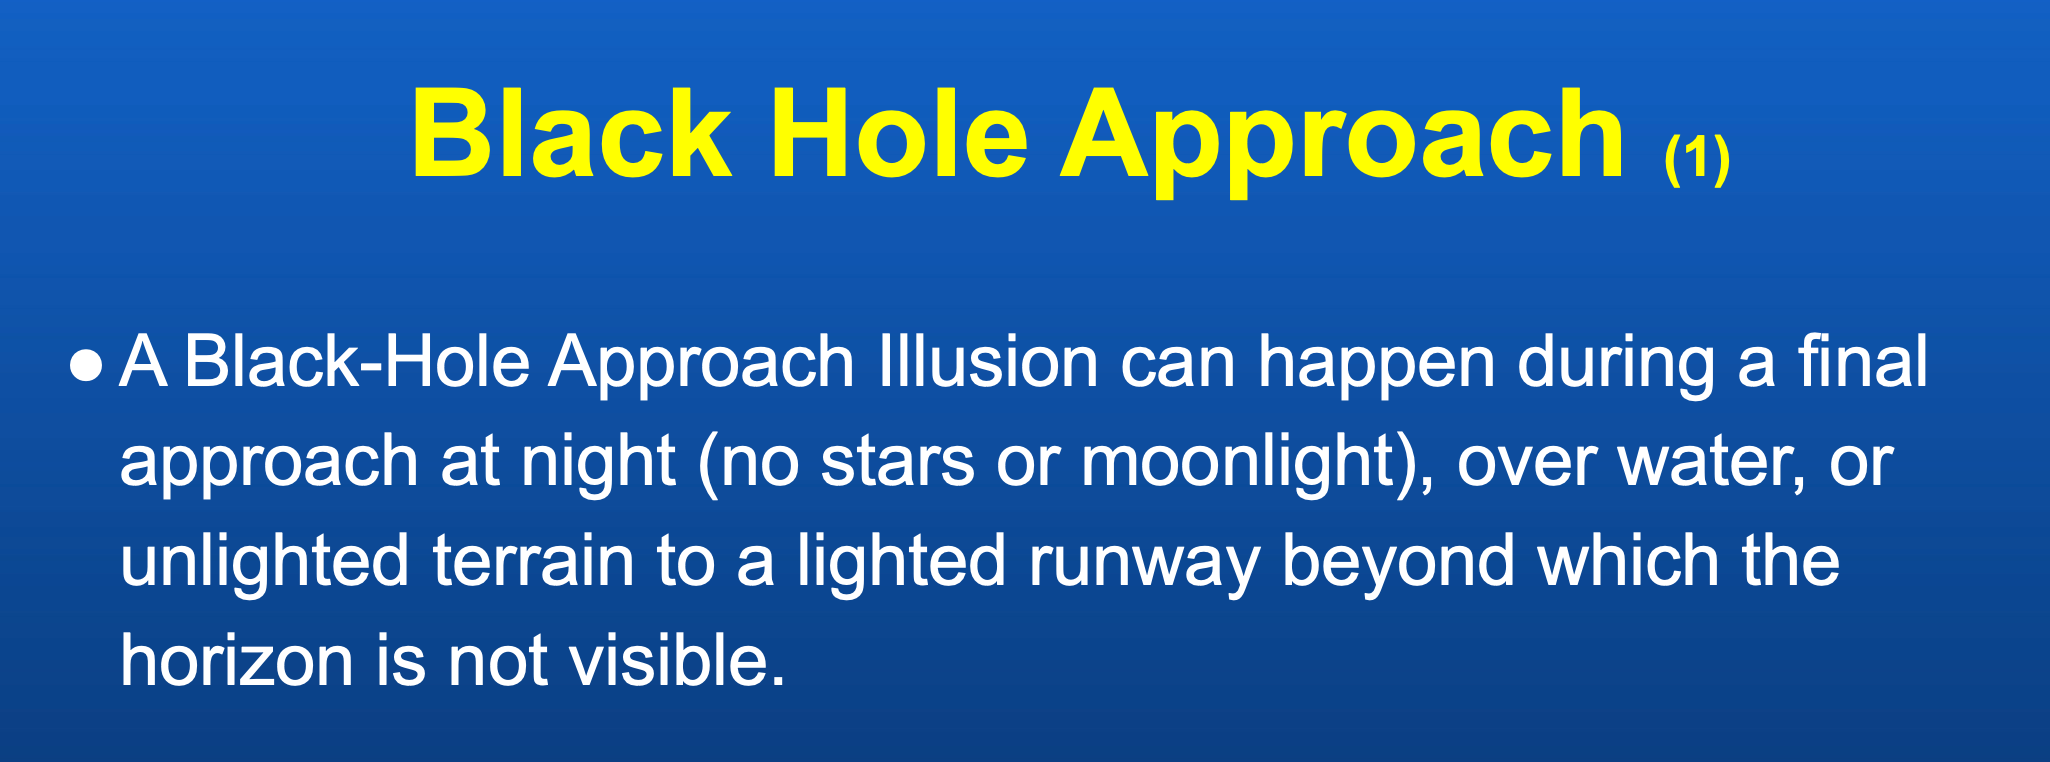 Black Hole Approach (1)
● A Black-Hole Approach Illusion can happen during a final
approach at night (no stars or moonlight), over water, or
unlighted terrain to a lighted runway beyond which the
horizon is not visible.